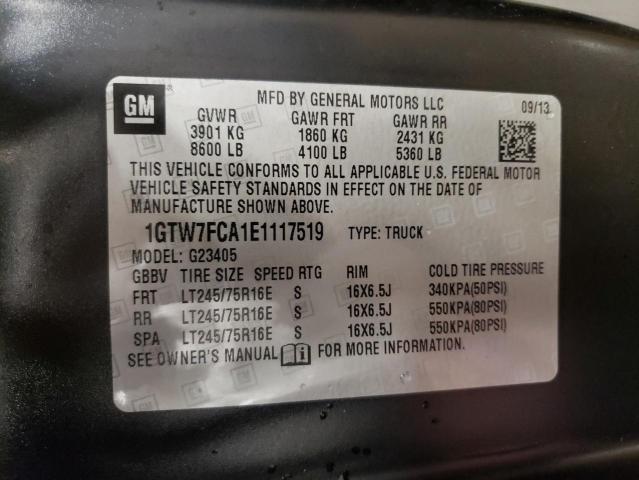 GM
MFD BY GENERAL MOTORS LLC 09/13
GVWR GAWR FRT GAWR RR
3901 KG 1860 KG 2431 KG
8600 LB 4100 LB 5360 LB
THIS VEHICLE CONFORMS TO ALL APPLICABLE U.S. FEDERAL MOTOR
VEHICLE SAFETY STANDARDS IN EFFECT ON THE DATE OF
MANUFACTURE SHOWN ABOVE.
1GTW7FCA1E1117519 TYPE: TRUCK
MODEL: G23405
GBBV TIRE SIZE SPEED RTG RIM COLD TIRE PRESSURE
FRT LT245/75R16E S 16X6.5J 340KPA(50PSI)
RR LT245/75R16E S 16X6.5J 550KPA(80PSI)
SPA LT245/75R16E S 16X6.5J 550KPA(80PSI)
SEE OWNER'S MANUAL i FOR MORE INFORMATION.